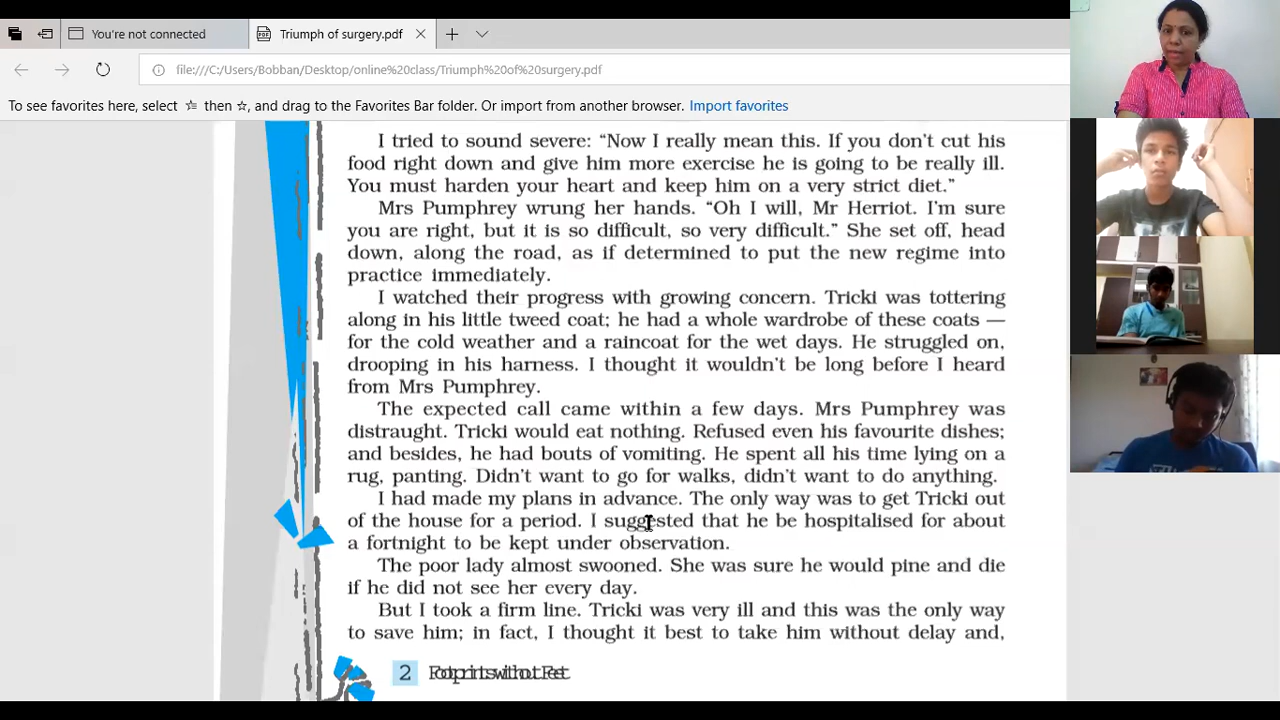 You're not connected
Triumph of surgery.pdf
file:///C:/Users/Bobban/Desktop/online%20class/Triumph%20of%20surgery.pdf
To see favorites here, select then ☆, and drag to the Favorites Bar folder. Or import from another browser. Import favorites
I tried to sound severe: “Now I really mean this. If you don't cut his
food right down and give him more exercise he is going to be really ill.
You must harden your heart and keep him on a very strict diet.”
Mrs Pumphrey wrung her hands. “Oh I will, Mr Herriot. I'm sure
you are right, but it is so difficult, so very difficult.” She set off, head
down, along the road, as if determined to put the new regime into
practice immediately.
I watched their progress with growing concern. Tricki was tottering
along in his little tweed coat; he had a whole wardrobe of these coats —
for the cold weather and a raincoat for the wet days. He struggled on,
drooping in his harness. I thought it wouldn't be long before I heard
from Mrs Pumphrey.
The expected call came within a few days. Mrs Pumphrey was
distraught. Tricki would eat nothing. Refused even his favourite dishes;
and besides, he had bouts of vomiting. He spent all his time lying on a
rug, panting. Didn't want to go for walks, didn't want to do anything.
I had made my plans in advance. The only way was to get Tricki out
of the house for a period. I suggested that he be hospitalised for about
a fortnight to be kept under observation.
The poor lady almost swooned. She was sure he would pine and die
if he did not see her every day.
But I took a firm line. Tricki was very ill and this was the only way
to save him; in fact, I thought it best to take him without delay and,
2